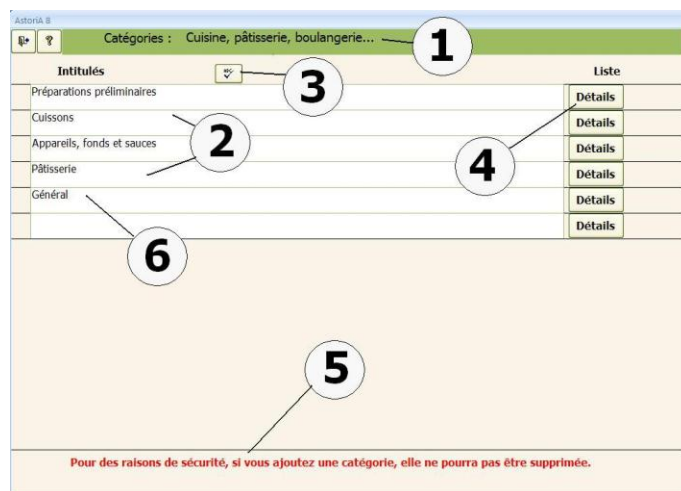 AstoriA 8
? Catégories : Cuisine, pâtisserie, boulangerie... 1
Intitulés 3 Liste
Préparations préliminaires Détails
Cuissons Détails
2
Appareils, fonds et sauces Détails
4
Pâtisserie Détails
Général Détails
Détails
6
5
Pour des raisons de sécurité, si vous ajoutez une catégorie, elle ne pourra pas être supprimée.